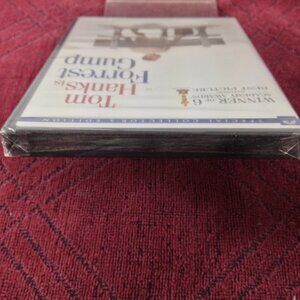 Tom
Hanks is
Forrest
Gump
WINNER OF 6
ACADEMY AWARDS
BEST PICTURE
SPECIAL COLLECTOR'S EDITION